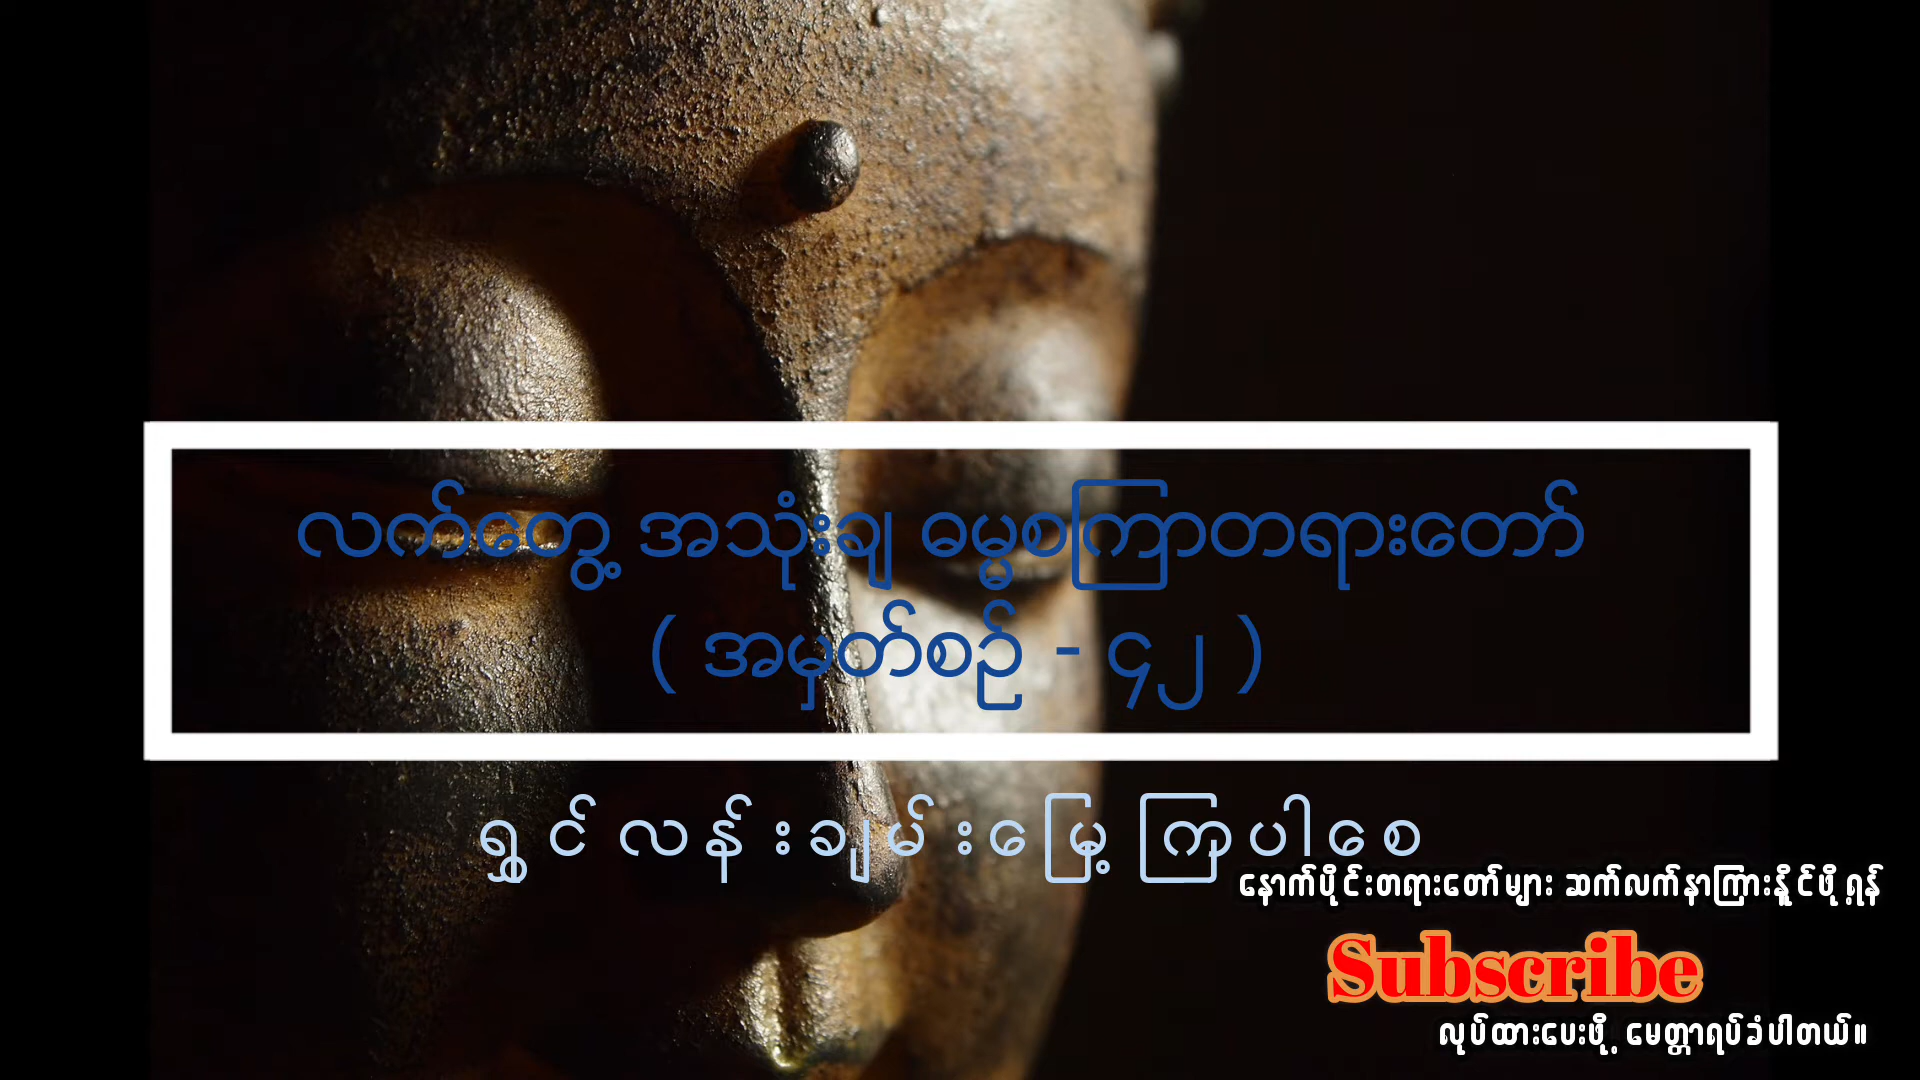 လက်တွေ့ အသုံးချ ဓမ္မစကြာတရားတော်
( အမှတ်စဉ် - ၄၂ )
ရွှင်လန်းချမ်းမြေ့ကြပါစေ
နောက်ပိုင်းတရားတော်များ ဆက်လက်နာကြားနိူင်ဖို့ရန်
Subscribe
လုပ်ထားပေးဖို့ မေတ္တာရပ်ခံပါတယ်။